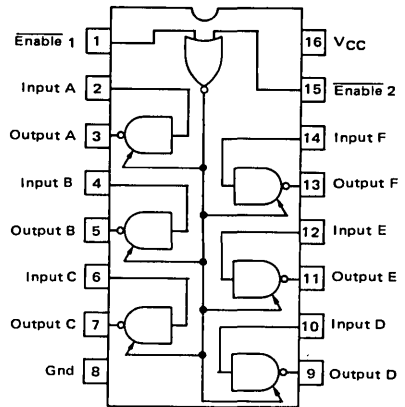 Enable 1
1
16
VCC
Input A
2
15
Enable 2
Output A
3
14
Input F
Input B
4
13
Output F
Output B
5
12
Input E
Input C
6
11
Output E
Output C
7
10
Input D
Gnd
8
9
Output D